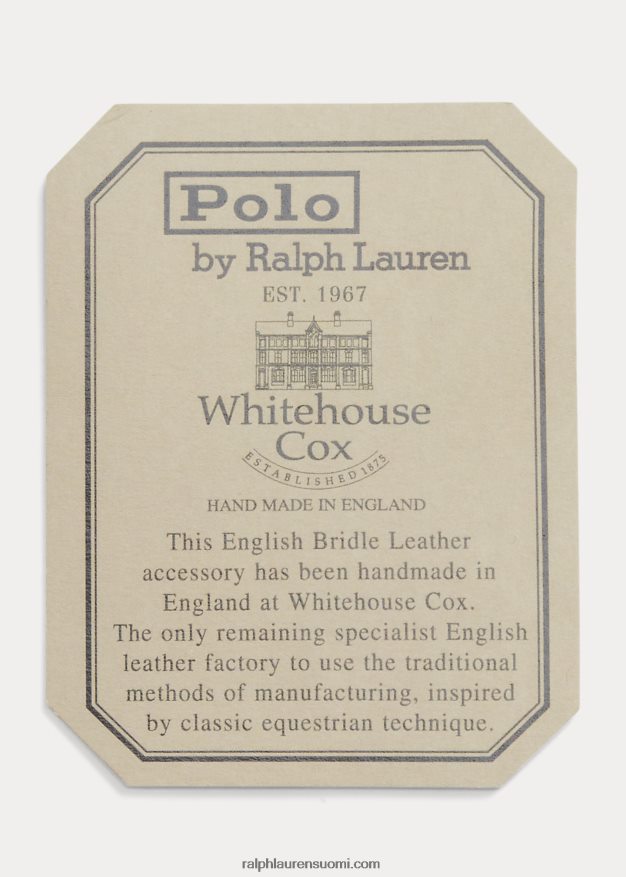 Polo
by Ralph Lauren
EST. 1967
Whitehouse
Cox
ESTABLISHED 1875
HAND MADE IN ENGLAND
This English Bridle Leather
accessory has been handmade in
England at Whitehouse Cox.
The only remaining specialist English
leather factory to use the traditional
methods of manufacturing, inspired
by classic equestrian technique.
ralphlaurensuomi.com